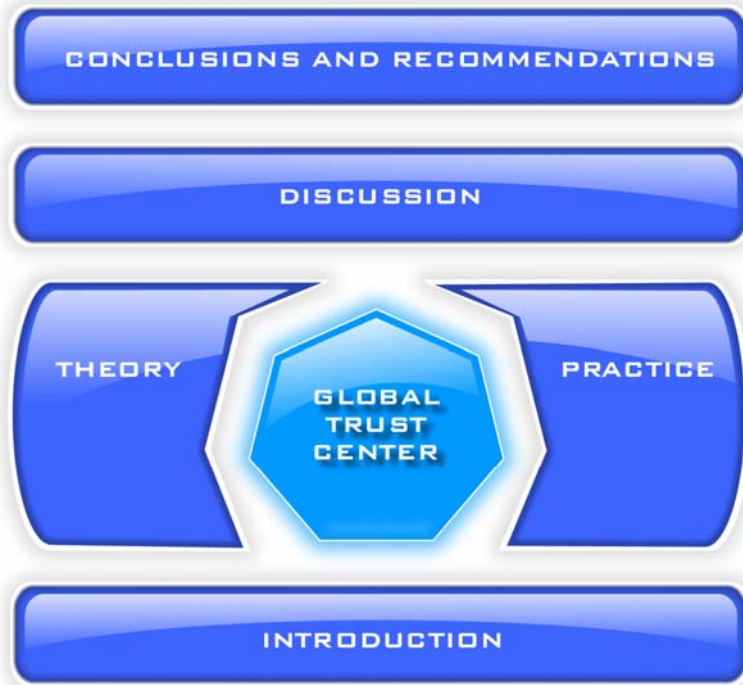 CONCLUSIONS AND RECOMMENDATIONS
DISCUSSION
THEORY
GLOBAL
TRUST
CENTER
PRACTICE
INTRODUCTION